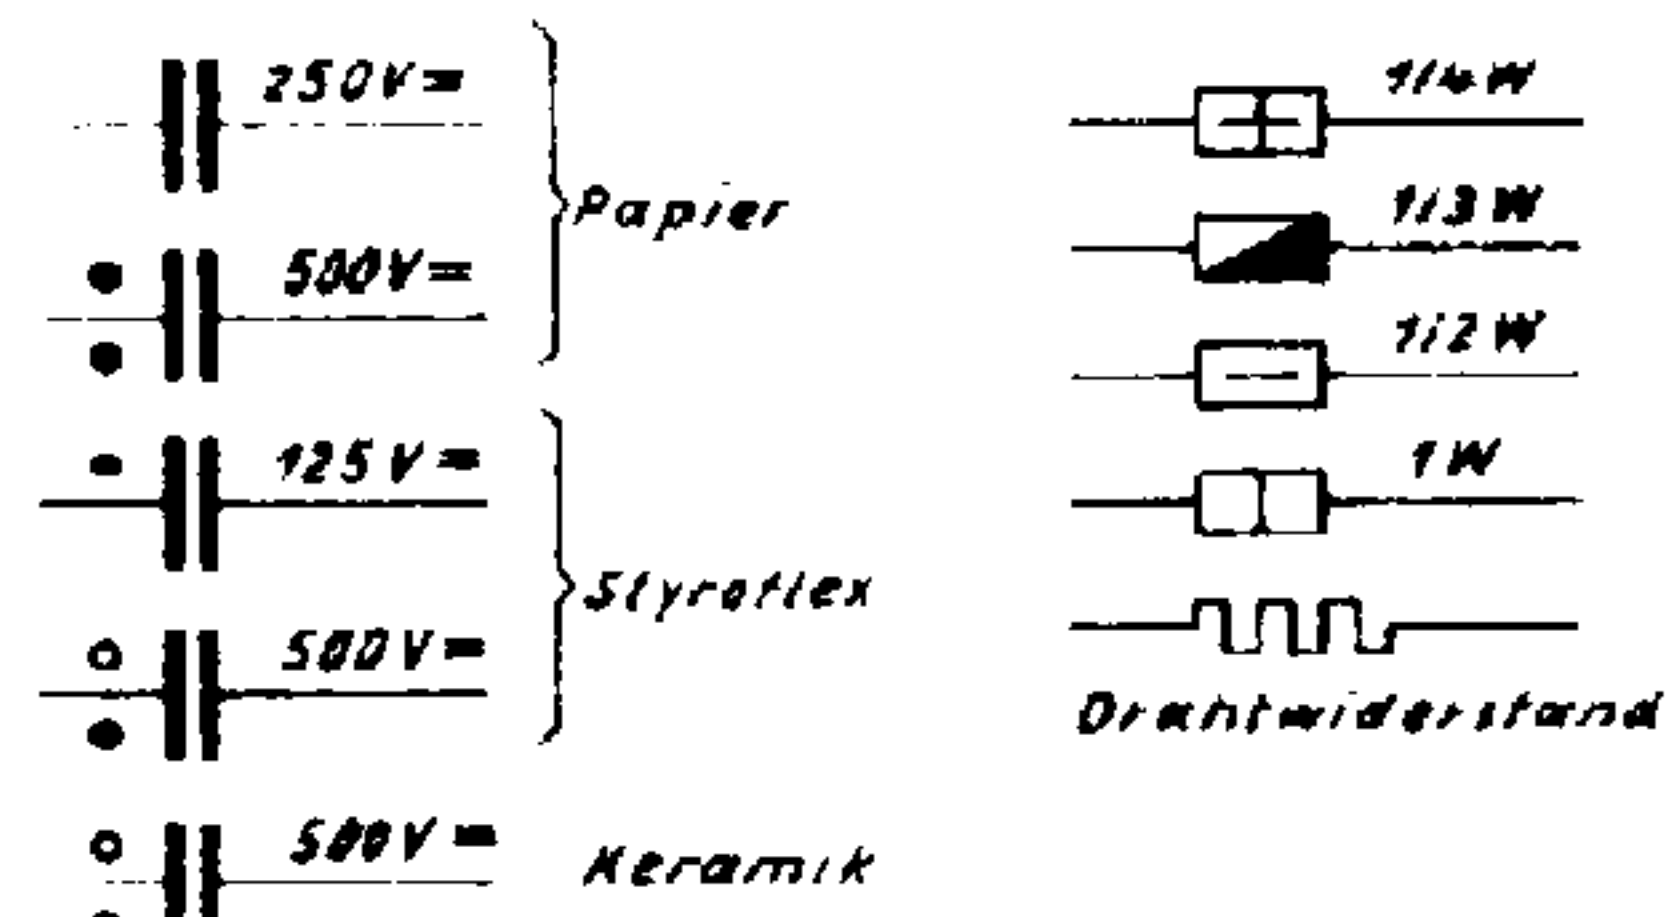 250V=
500V=
Papier
125V=
500V=
Styroflex
500V=
Keramik
1/4W
1/3W
1/2W
1W
Drahtwiderstand